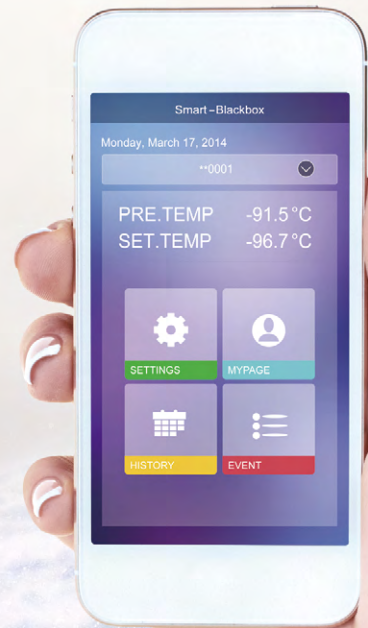 Smart-Blackbox
Monday, March 17, 2014
**0001
PRE.TEMP -91.5°C
SET.TEMP -96.7°C
SETTINGS MYPAGE
HISTORY EVENT